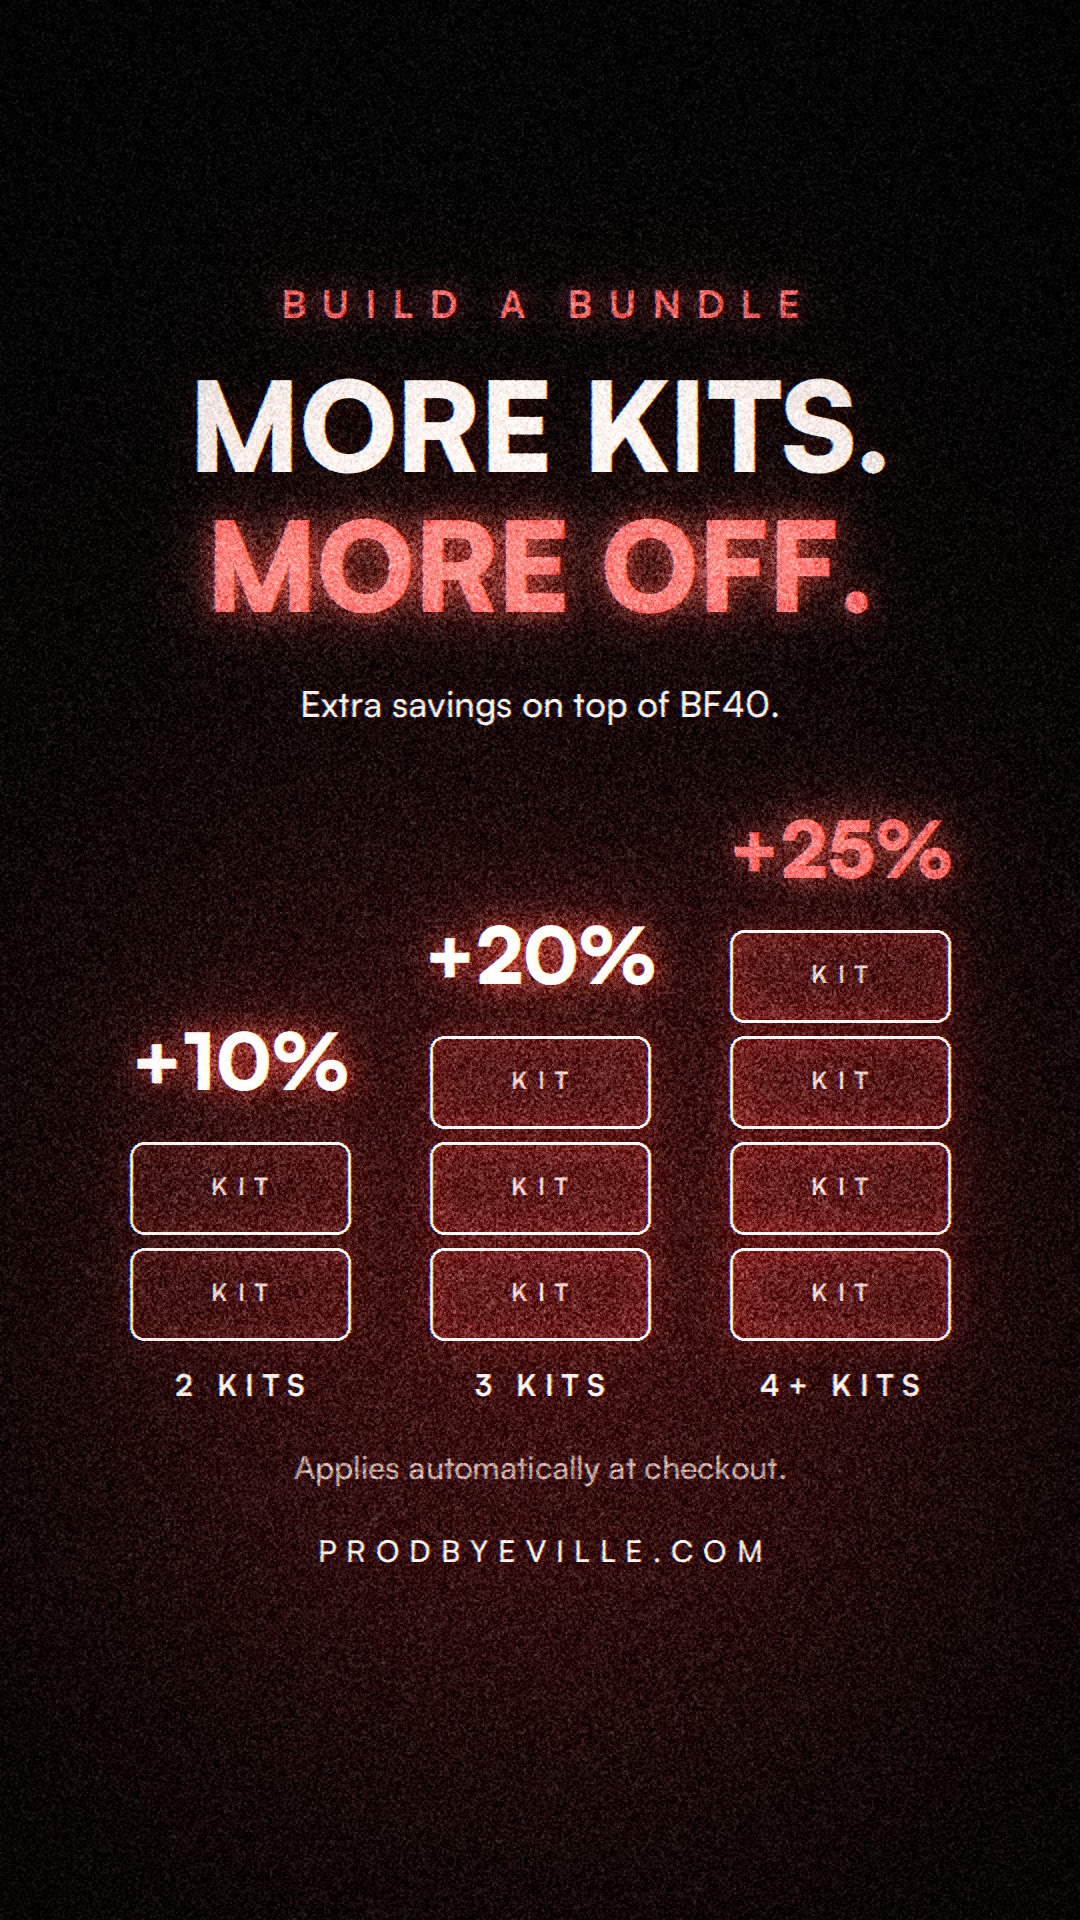 BUILD A BUNDLE
MORE KITS.
MORE OFF.
Extra savings on top of BF40.
+10%
KIT
KIT
2 KITS
+20%
KIT
KIT
KIT
3 KITS
+25%
KIT
KIT
KIT
KIT
4+ KITS
Applies automatically at checkout.
PRODBYEVILLE.COM